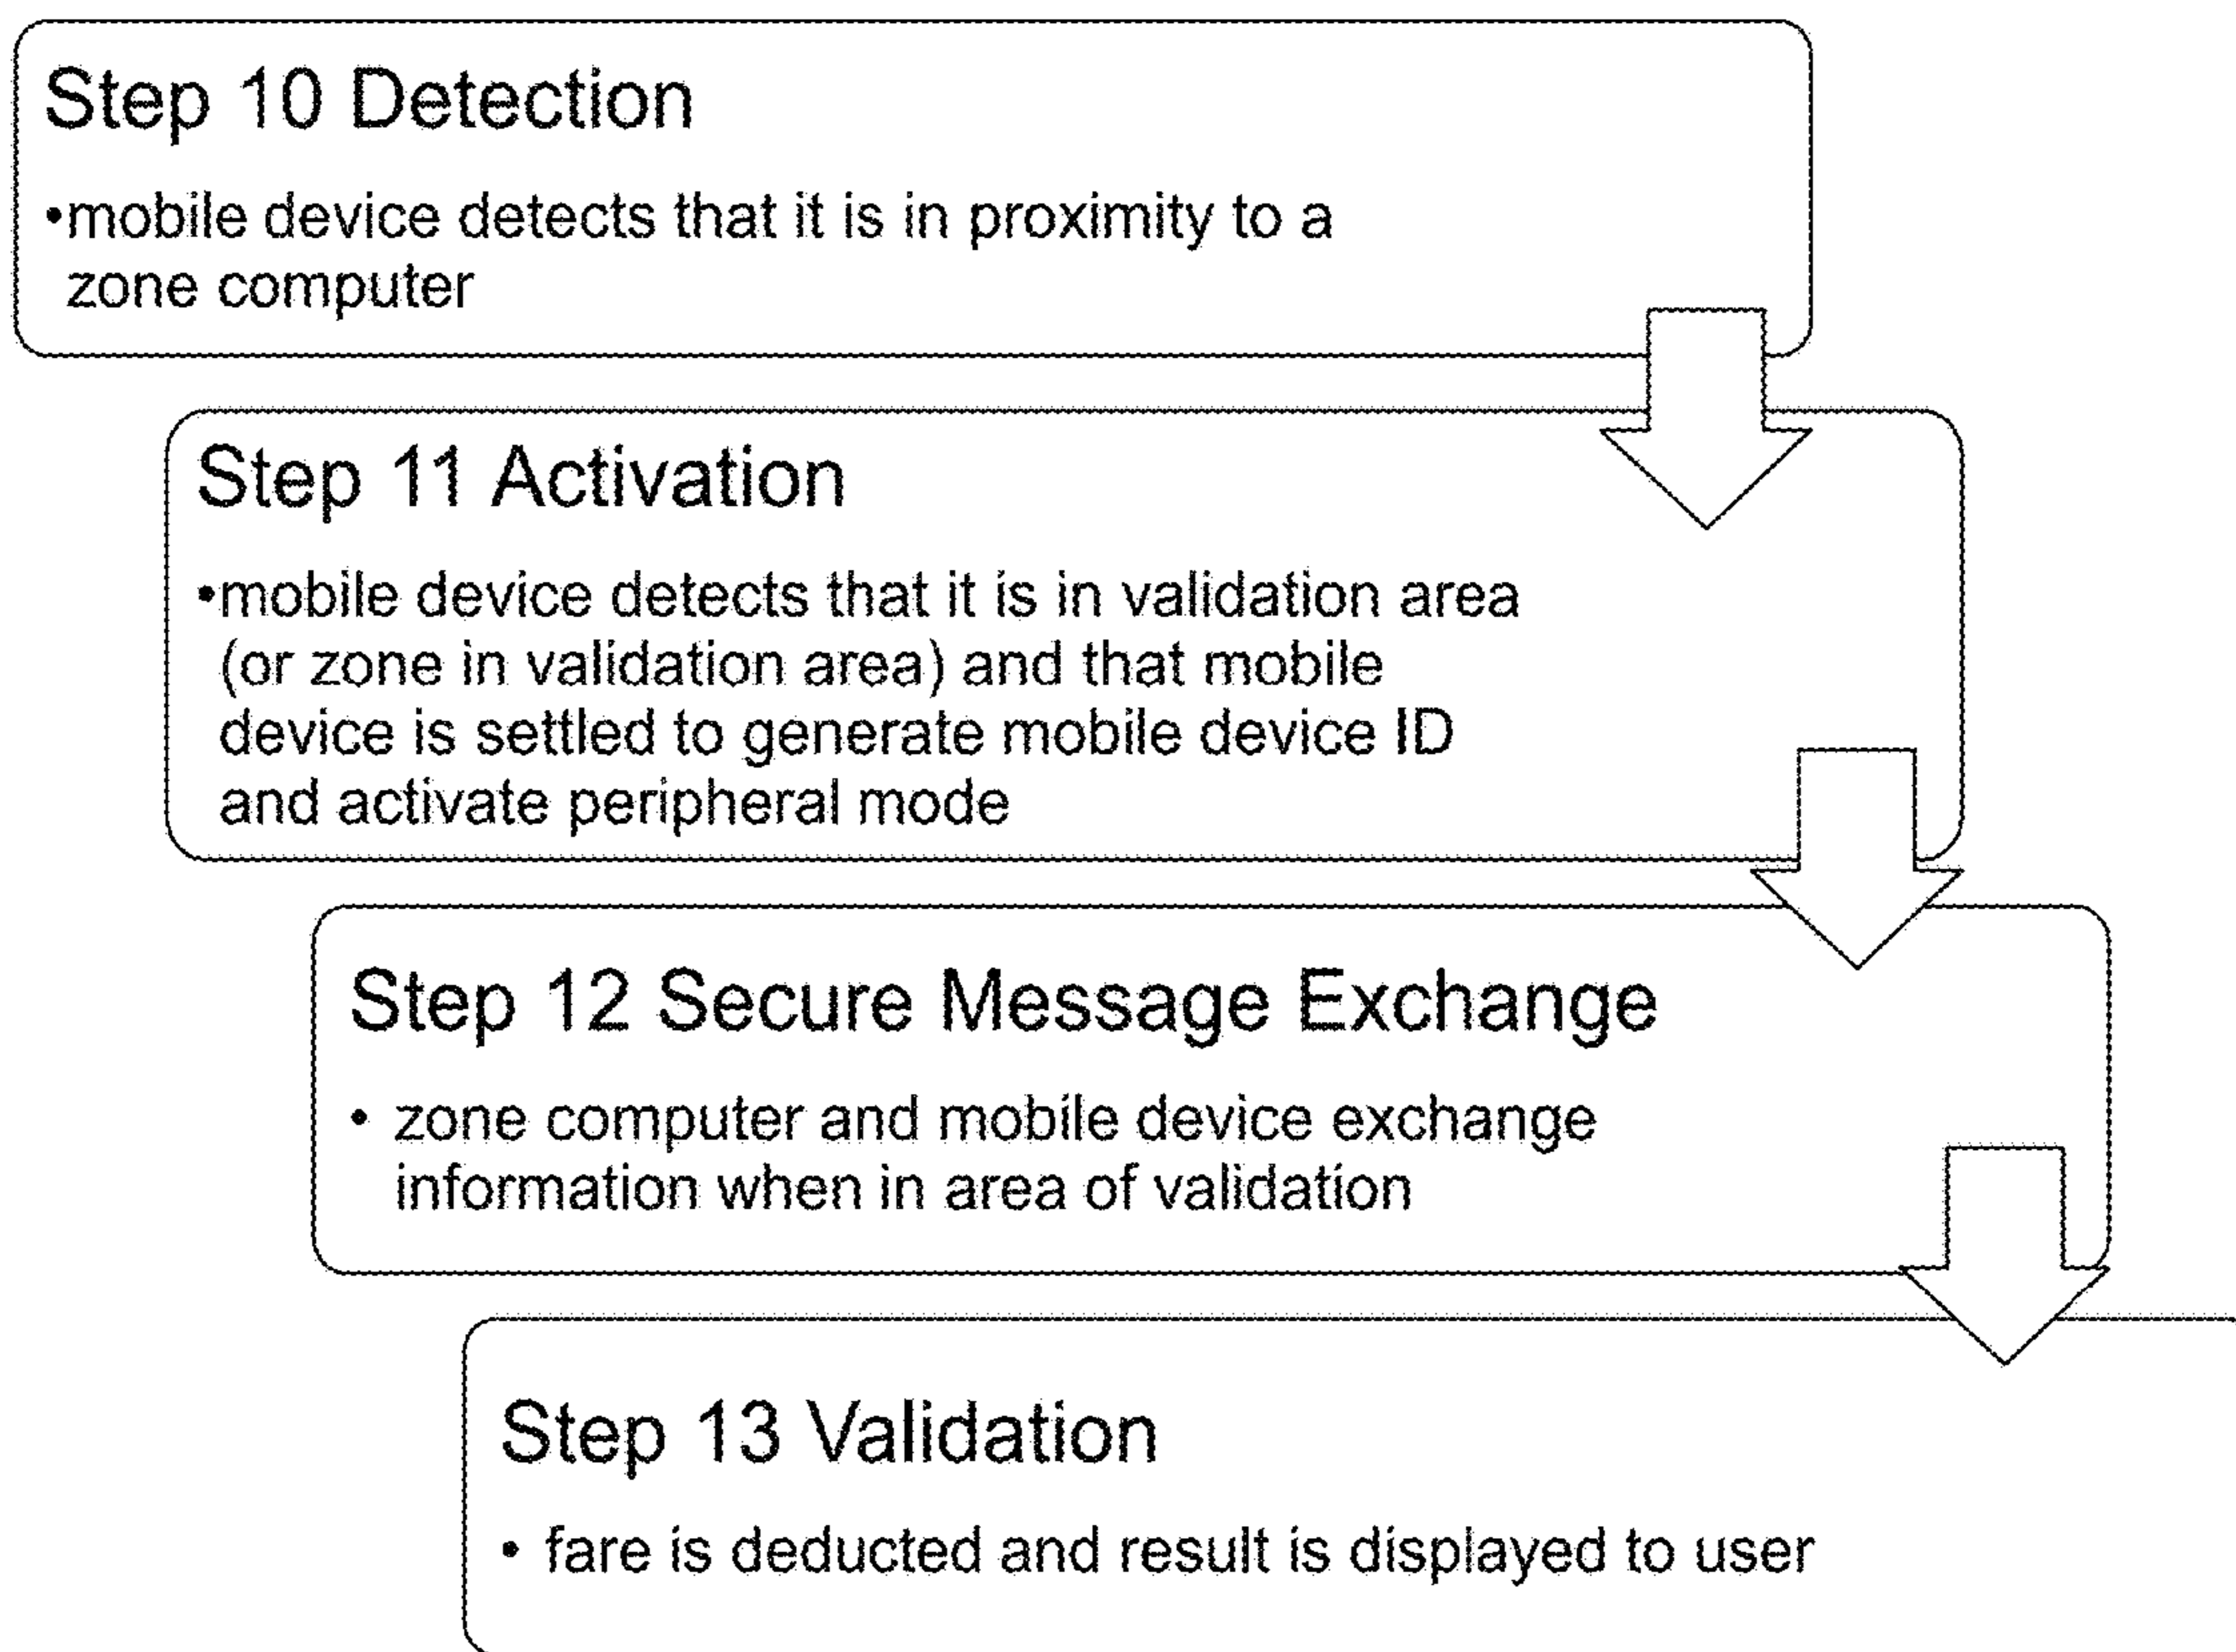 Step 10 Detection
•mobile device detects that it is in proximity to a
zone computer
Step 11 Activation
•mobile device detects that it is in validation area
(or zone in validation area) and that mobile
device is settled to generate mobile device ID
and activate peripheral mode
Step 12 Secure Message Exchange
• zone computer and mobile device exchange
information when in area of validation
Step 13 Validation
• fare is deducted and result is displayed to user